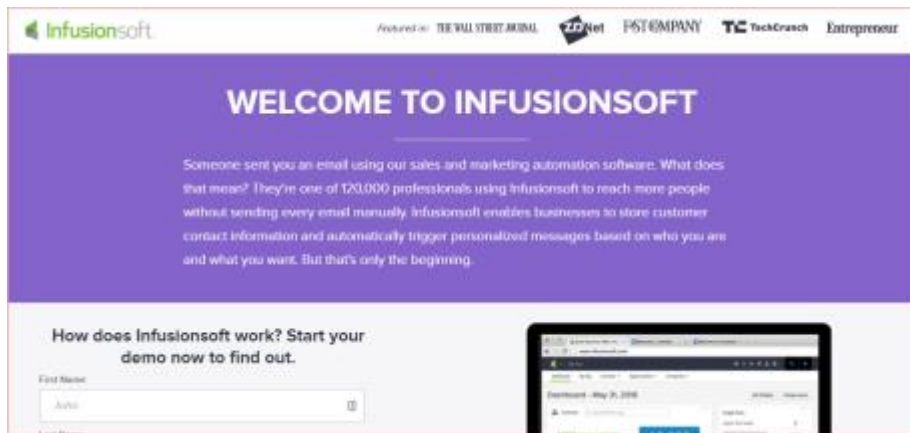 Infusionsoft.
Featured in: THE WALL STREET JOURNAL. ZDNet FAST COMPANY TC TechCrunch Entrepreneur
WELCOME TO INFUSIONSOFT
Someone sent you an email using our sales and marketing automation software. What does
that mean? They're one of 120,000 professionals using Infusionsoft to reach more people
without sending every email manually. Infusionsoft enables businesses to store customer
contact information and automatically trigger personalized messages based on who you are
and what you want. But that's only the beginning.
How does Infusionsoft work? Start your
demo now to find out.
First Name
John
Dashboard - May 31, 2016